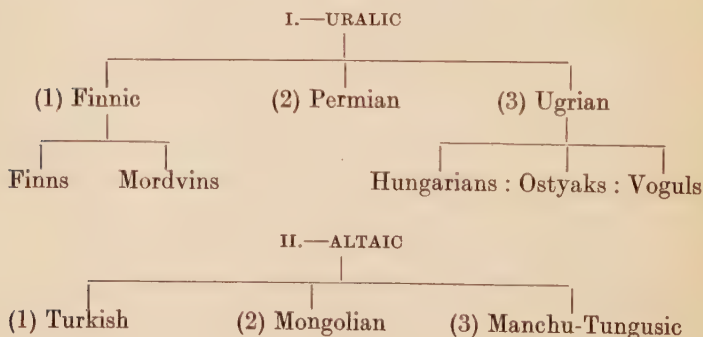 I.—URALIC
(1) Finnic (2) Permian (3) Ugrian
Finns Mordvins Hungarians : Ostyaks : Voguls
II.—ALTAIC
(1) Turkish (2) Mongolian (3) Manchu-Tungusic